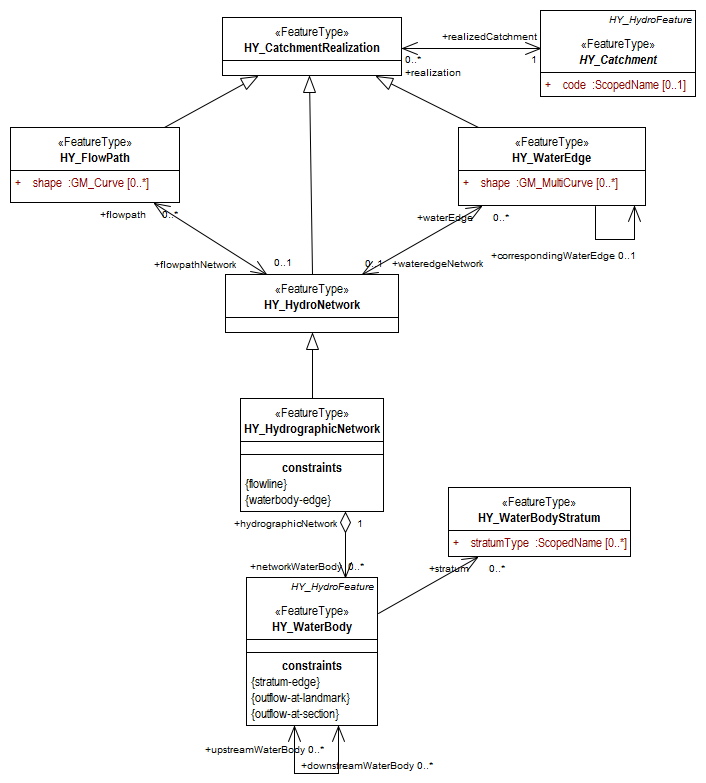 «FeatureType»
HY_CatchmentRealization
+realizedCatchment
0..*
1
+realization
HY_HydroFeature
«FeatureType»
HY_Catchment
+ code :ScopedName [0..1]
«FeatureType»
HY_FlowPath
+ shape :GM_Curve [0..*]
«FeatureType»
HY_WaterEdge
+ shape :GM_MultiCurve [0..*]
+flowpath 0..*
+waterEdge 0..*
+correspondingWaterEdge 0..1
+flowpathNetwork 0..1
0..1 +wateredgeNetwork
«FeatureType»
HY_HydroNetwork
«FeatureType»
HY_HydrographicNetwork
constraints
{flowline}
{waterbody-edge}
+hydrographicNetwork 1
«FeatureType»
HY_WaterBodyStratum
+ stratumType :ScopedName [0..*]
+networkWaterBody 0..*
+stratum 0..*
HY_HydroFeature
«FeatureType»
HY_WaterBody
constraints
{stratum-edge}
{outflow-at-landmark}
{outflow-at-section}
+upstreamWaterBody 0..*
+downstreamWaterBody 0..*